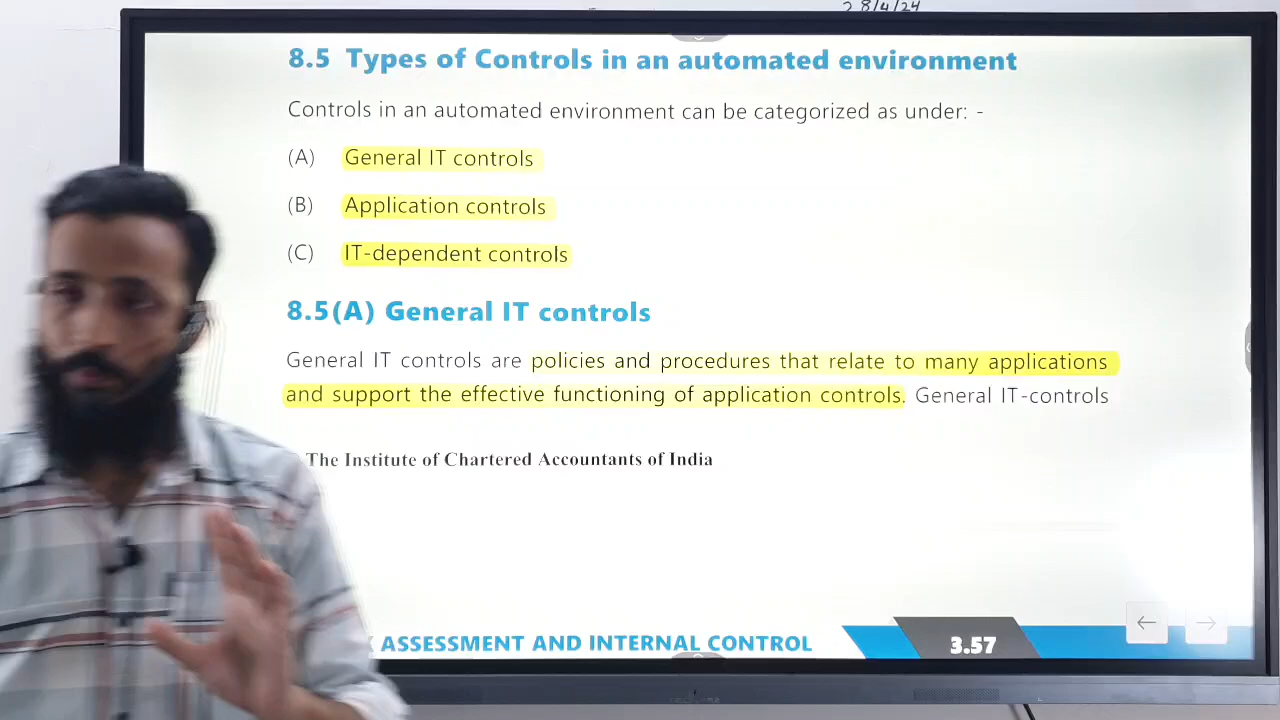 28/4/24
8.5 Types of Controls in an automated environment
Controls in an automated environment can be categorized as under: -
(A) General IT controls
(B) Application controls
(C) IT-dependent controls
8.5(A) General IT controls
General IT controls are policies and procedures that relate to many applications
and support the effective functioning of application controls. General IT-controls
The Institute of Chartered Accountants of India
ASSESSMENT AND INTERNAL CONTROL 3.57